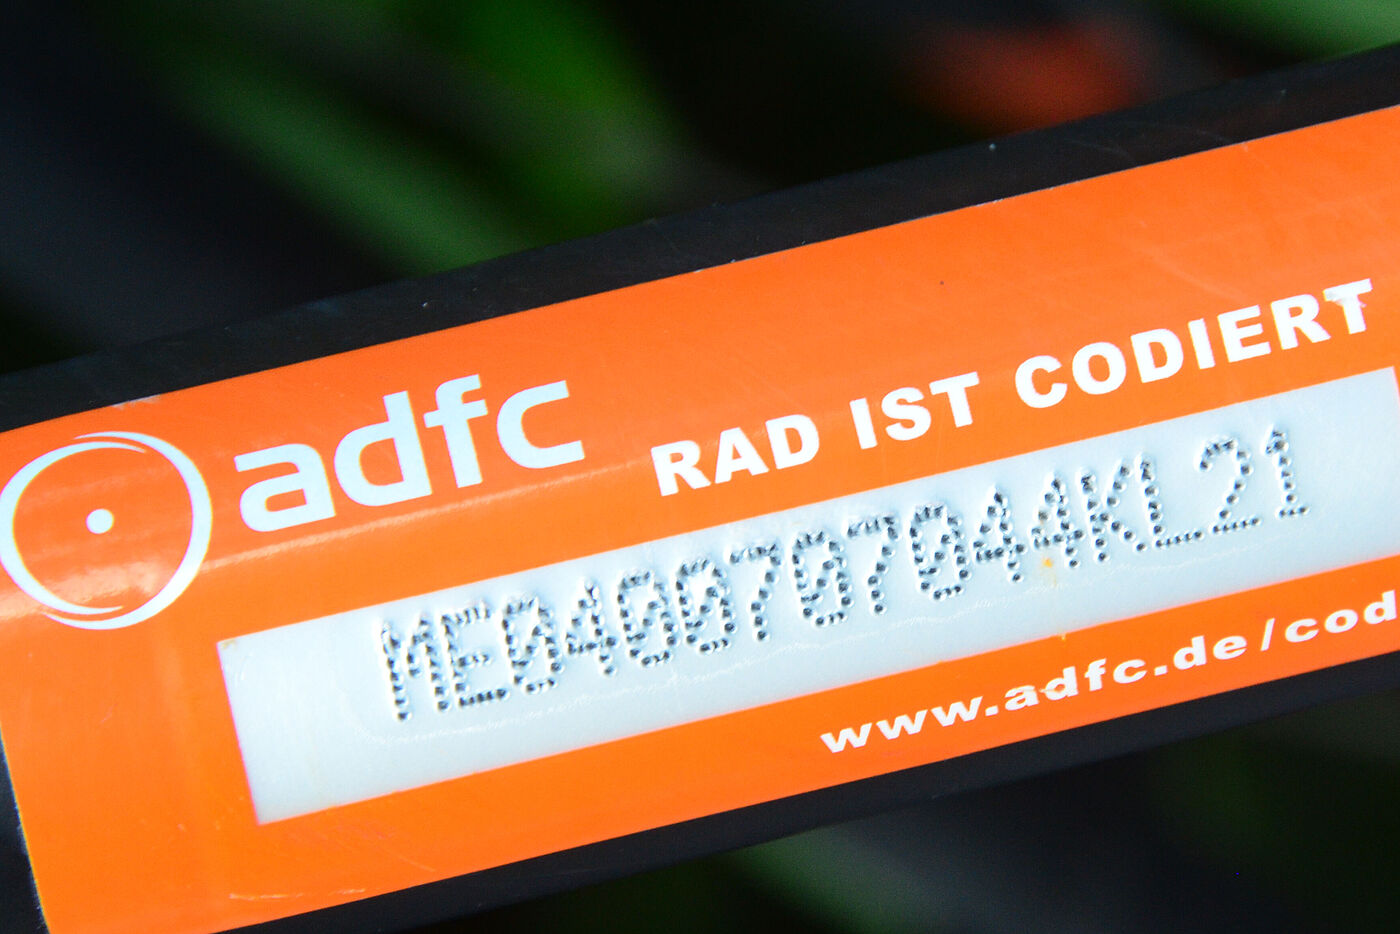 adfc
RAD IST CODIERT
ME0400707044KL21
www.adfc.de/cod